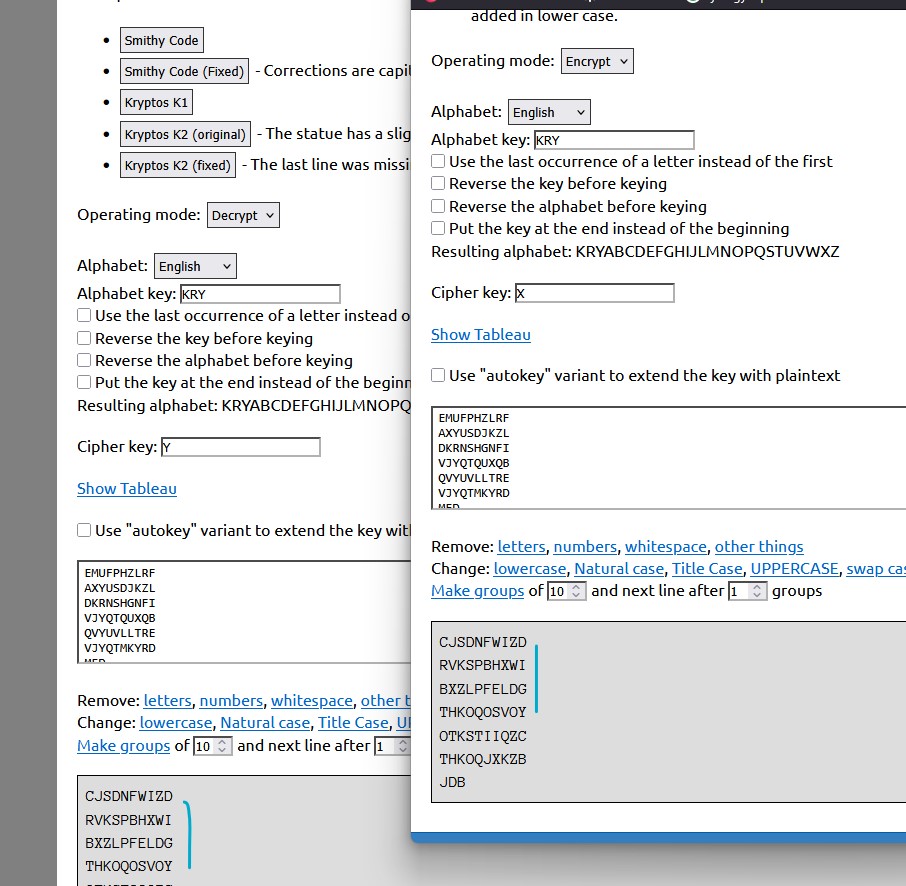 Smithy Code
Smithy Code (Fixed) - Corrections are capi
Kryptos K1
Kryptos K2 (original) - The statue has a slig
Kryptos K2 (fixed) - The last line was missi
Operating mode: Decrypt
Alphabet: English
Alphabet key: KRY
Use the last occurrence of a letter instead o
Reverse the key before keying
Reverse the alphabet before keying
Put the key at the end instead of the beginn
Resulting alphabet: KRYABCDEFGHIJLMNOPQ
Cipher key: Y
Show Tableau
Use "autokey" variant to extend the key wit
EMUFPHZLRF
AXYUSDJKZL
DKRNSHGNFI
VJYQTQUXQB
QVYUVLLTRE
VJYQTMKYRD
MFD
Remove: letters, numbers, whitespace, other t
Change: lowercase, Natural case, Title Case, U
Make groups of 10 and next line after 1
CJSDNFWIZD
RVKSPBHXWI
BXZLPFELDG
THKOQOSVOY
added in lower case.
Operating mode: Encrypt
Alphabet: English
Alphabet key: KRY
Use the last occurrence of a letter instead of the first
Reverse the key before keying
Reverse the alphabet before keying
Put the key at the end instead of the beginning
Resulting alphabet: KRYABCDEFGHIJLMNOPQSTUVWXZ
Cipher key: X
Show Tableau
Use "autokey" variant to extend the key with plaintext
EMUFPHZLRF
AXYUSDJKZL
DKRNSHGNFI
VJYQTQUXQB
QVYUVLLTRE
VJYQTMKYRD
MFD
Remove: letters, numbers, whitespace, other things
Change: lowercase, Natural case, Title Case, UPPERCASE, swap cas
Make groups of 10 and next line after 1 groups
CJSDNFWIZD
RVKSPBHXWI
BXZLPFELDG
THKOQOSVOY
OTKSTIIQZC
THKOQJXKZB
JDB